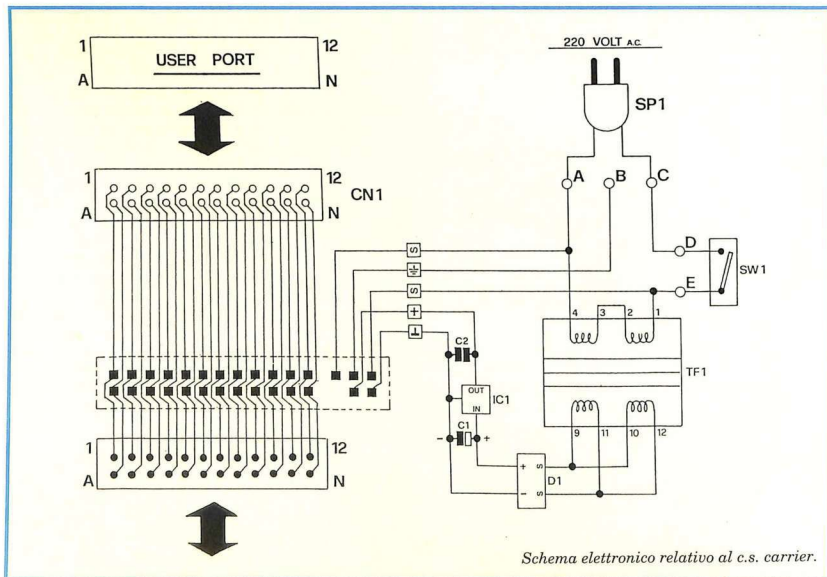 220 VOLT A.C.
1 12
USER PORT
A N
SP1
1 12
CN1
A N
A B C
S
D
⏚
SW1
S
E
+
4 3 2 1
⊥
C2
TF1
OUT
IC1
IN
C1
- +
9 11 10 12
1 12
+ S
D1
- S
A N
Schema elettronico relativo al c.s. carrier.